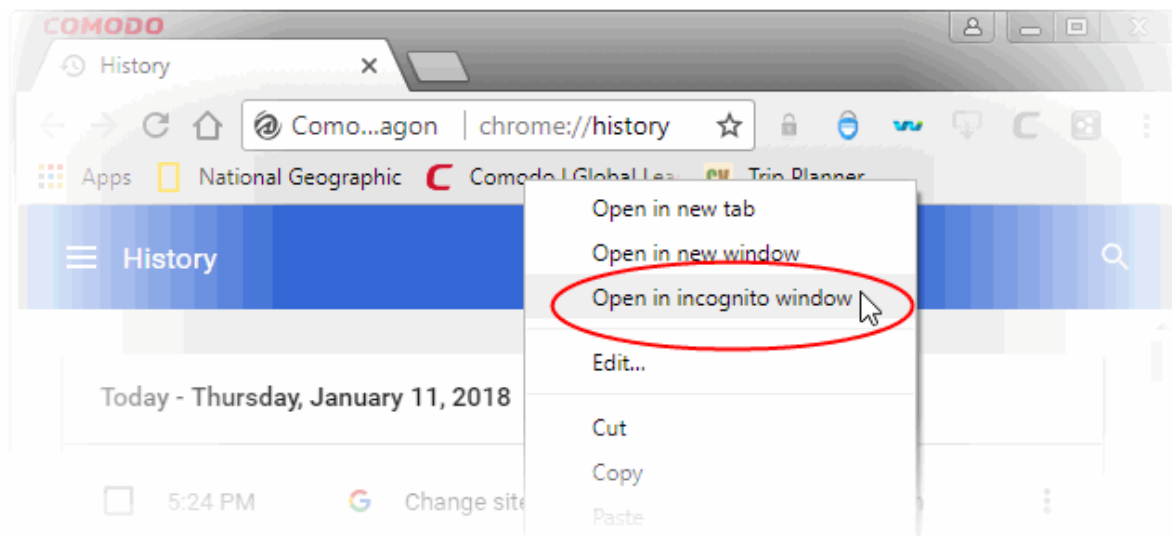 COMODO
History
Como...agon | chrome://history
Apps National Geographic Comodo | Global Lea Trip Planner
Open in new tab
History
Open in new window
Open in incognito window
Edit...
Today - Thursday, January 11, 2018
Cut
Copy
5:24 PM G Change site
Paste